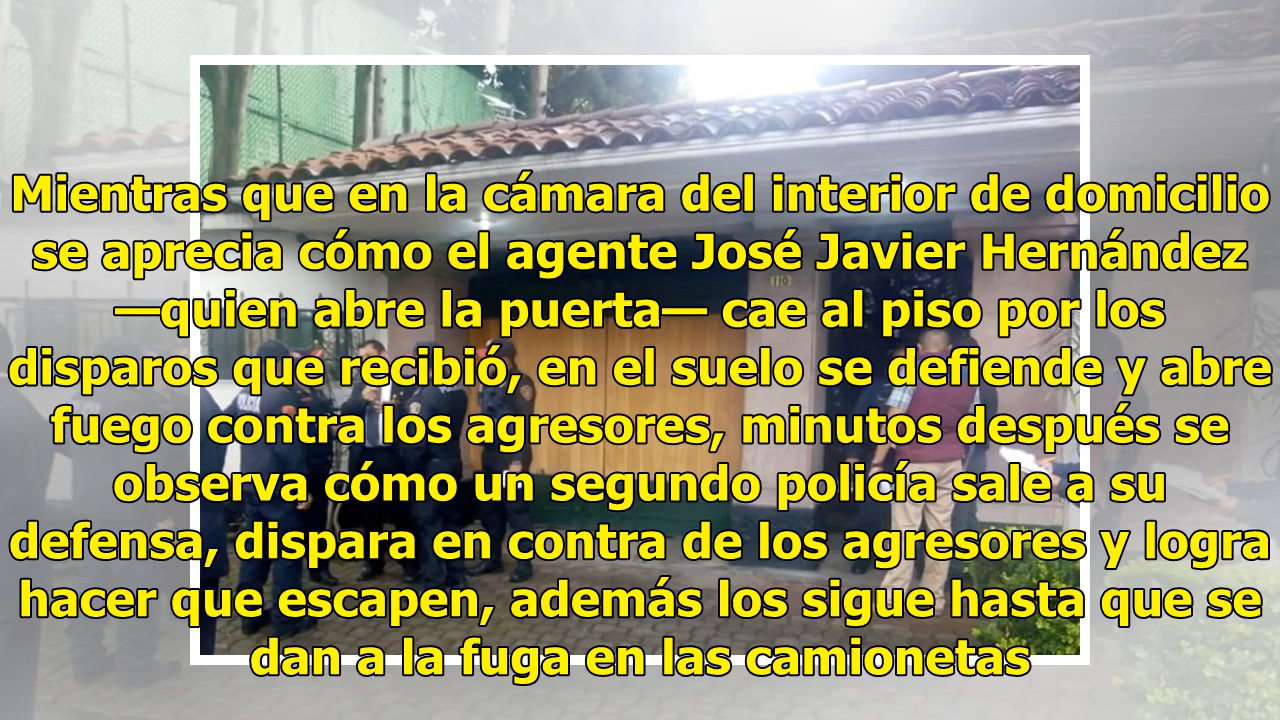 Mientras que en la cámara del interior de domicilio
se aprecia cómo el agente José Javier Hernández
—quien abre la puerta— cae al piso por los
disparos que recibió, en el suelo se defiende y abre
fuego contra los agresores, minutos después se
observa cómo un segundo policía sale a su
defensa, dispara en contra de los agresores y logra
hacer que escapen, además los sigue hasta que se
dan a la fuga en las camionetas
110